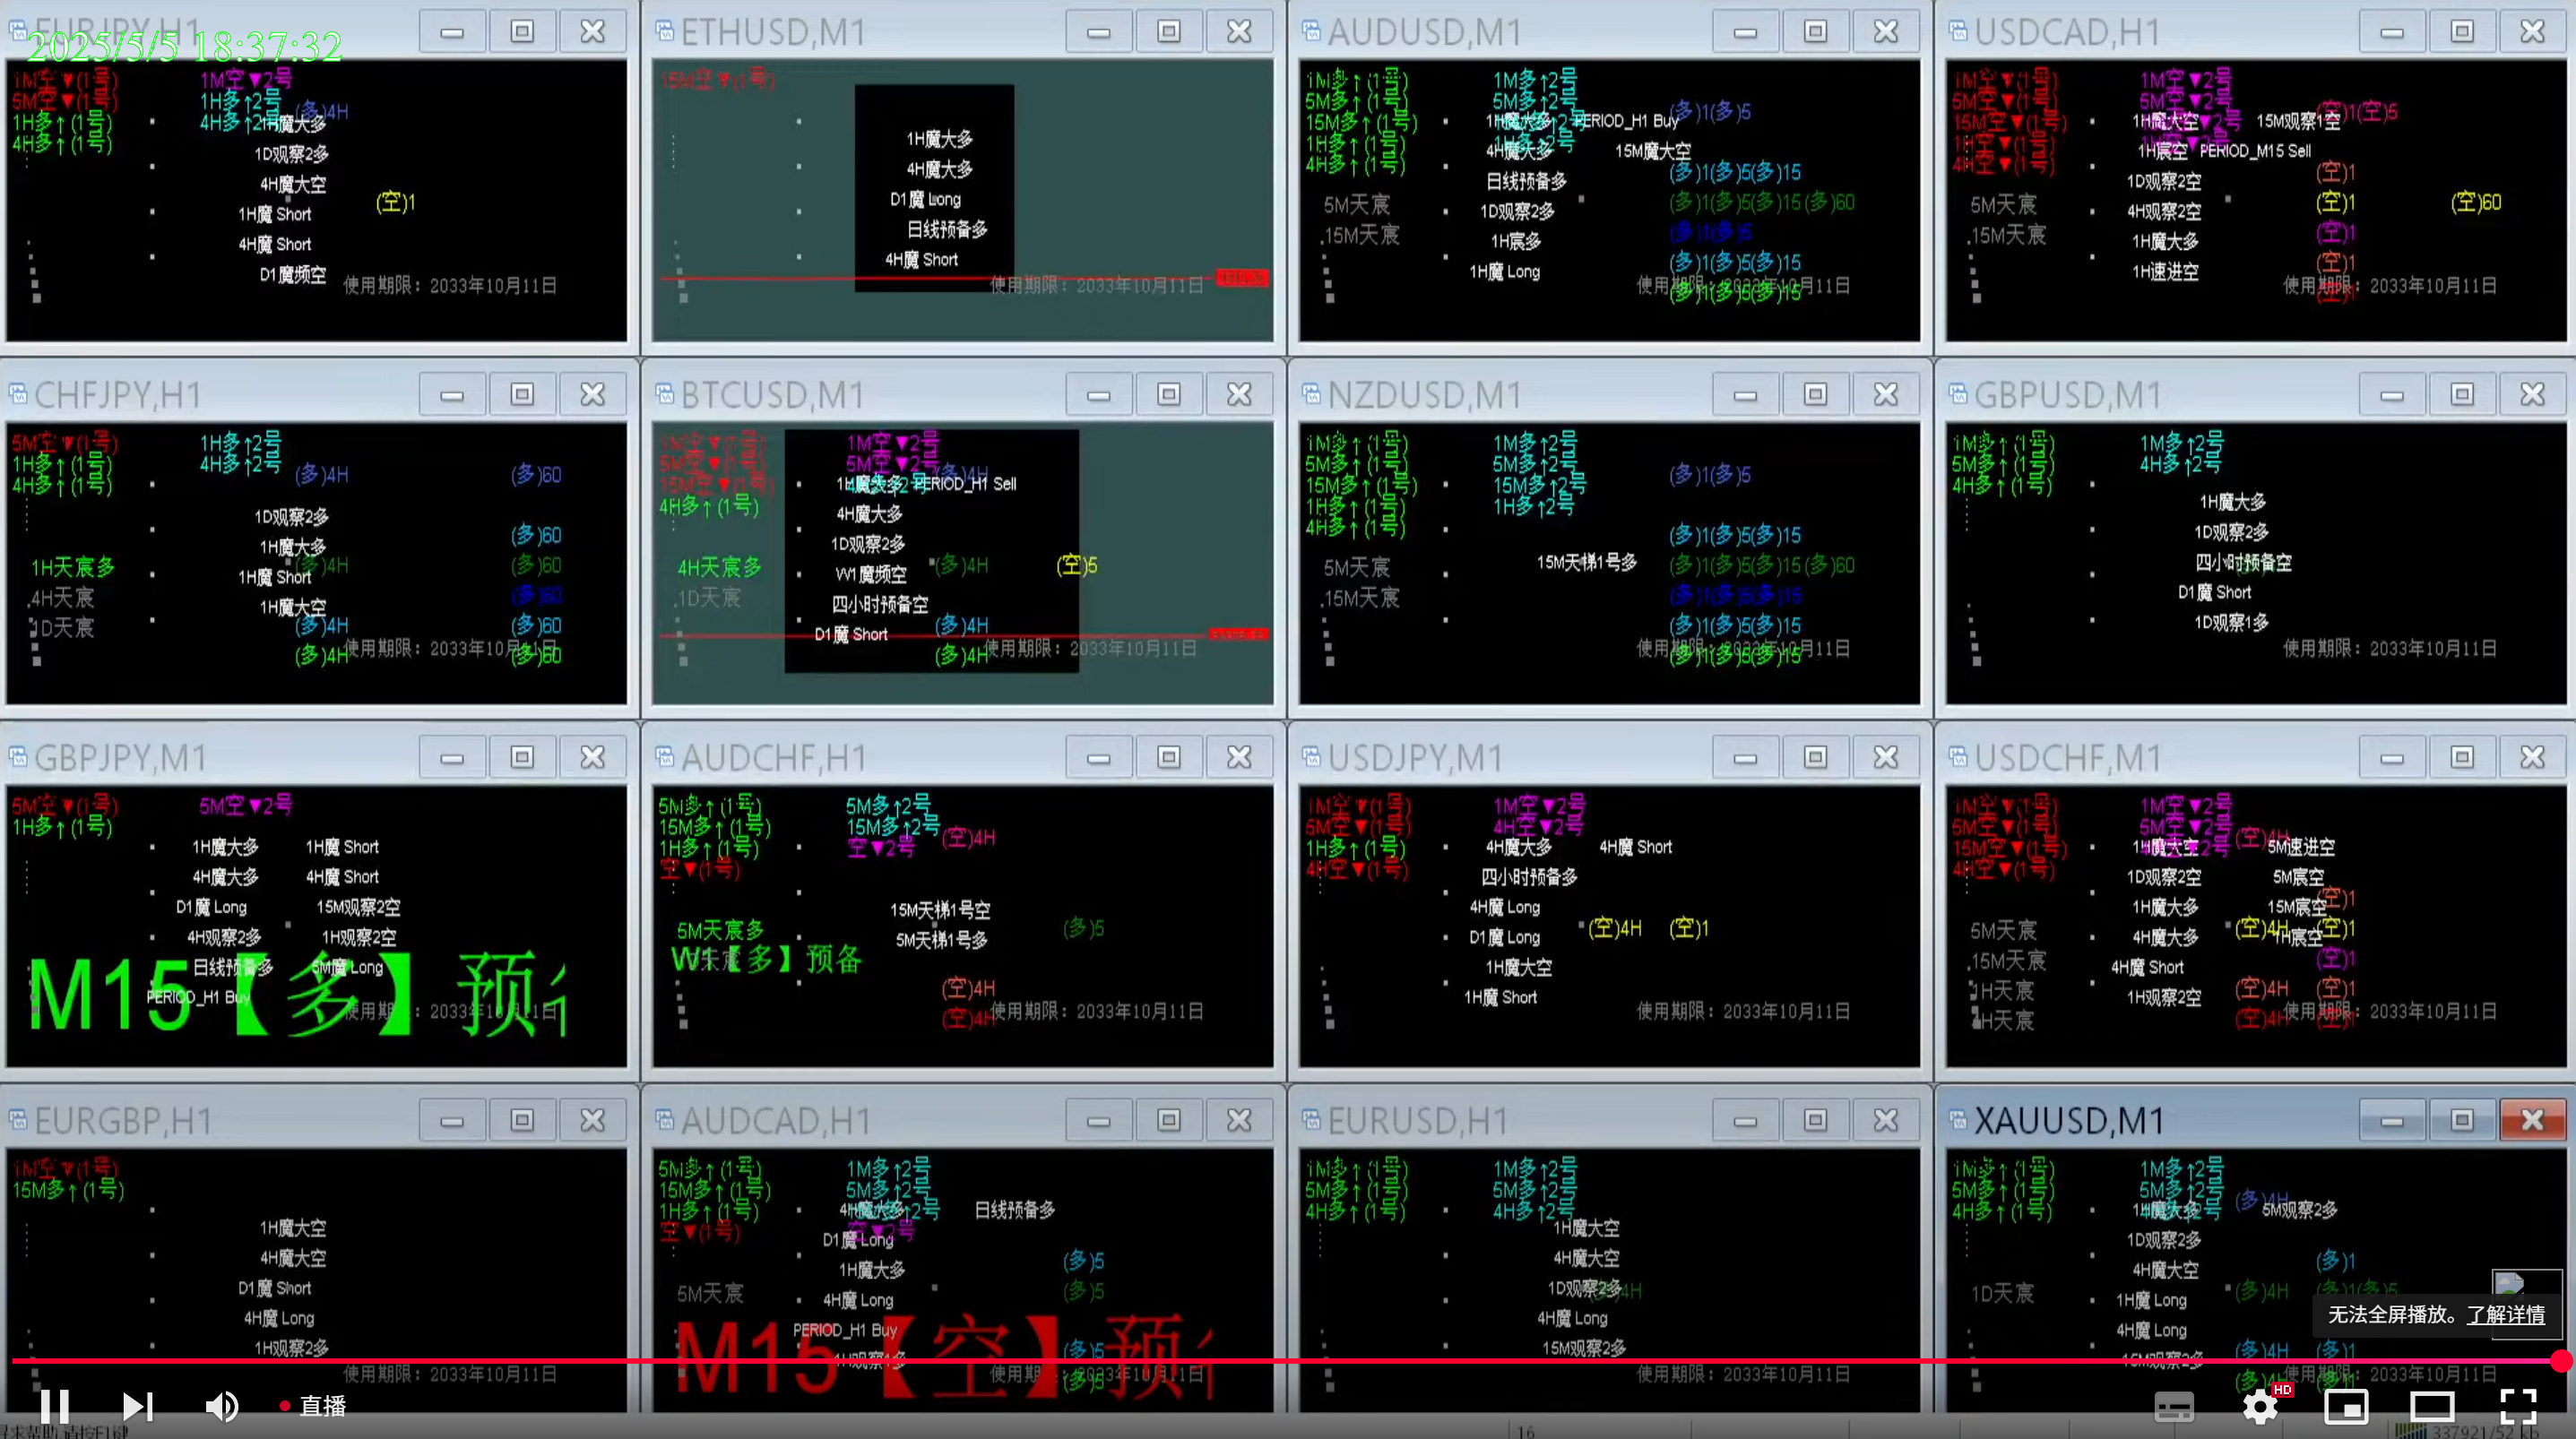 EURJPY,H1
2025/5/5 18:37:32
1M空▼(1号)
1M空▼2号
5M空▼(1号)
1H多↑2号
(多)4H
1H多↑(1号)
4H多↑2号
1H魔大多
4H多↑(1号)
1D观察2多
4H魔大空
(空)1
1H魔 Short
4H魔 Short
D1魔频空
使用期限：2033年10月11日
ETHUSD,M1
15M空▼(1号)
1H魔大多
4H魔大多
D1魔 Long
日线预备多
4H魔 Short
使用期限：2033年10月11日
AUDUSD,M1
1M多↑(1号)
1M多↑2号
5M多↑(1号)
5M多↑2号
(多)1(多)5
15M多↑(1号)
1H魔大多
PERIOD_H1 Buy
1H多↑(1号)
1H多↑2号
4H魔大多
15M魔大空
4H多↑(1号)
日线预备多
(多)1(多)5(多)15
5M天宸
1D观察2多
(多)1(多)5(多)15(多)60
15M天宸
1H宸多
(多)1(多)5
1H魔 Long
(多)1(多)5(多)15
使用期限：2033年10月11日
(多)1(多)5(多)15
USDCAD,H1
1M空▼(1号)
1M空▼2号
5M空▼(1号)
5M空▼2号
(空)1(空)5
15M空▼(1号)
1H魔大空
15M观察1空
1H空▼(1号)
1H宸空
PERIOD_M15 Sell
4H空▼(1号)
1D观察2空
(空)1
5M天宸
4H观察2空
(空)1
(空)60
15M天宸
1H魔大多
(空)1
1H速进空
(空)1
使用期限：2033年10月11日
CHFJPY,H1
5M空▼(1号)
1H多↑2号
1H多↑(1号)
4H多↑2号
4H多↑(1号)
(多)4H
(多)60
1D观察2多
(多)60
1H魔大多
1H天宸多
(多)4H
(多)60
1H魔 Short
4H天宸
(多)60
1H魔大空
1D天宸
(多)4H
(多)60
使用期限：2033年10月11日
(多)4H
(多)60
BTCUSD,M1
1M空▼(1号)
1M空▼2号
5M空▼(1号)
5M空▼2号
(多)4H
15M空▼(1号)
1H魔大多
PERIOD_H1 Sell
4H多↑(1号)
4H魔大多
1D观察2多
4H天宸多
W1魔频空
(多)4H
(空)5
1D天宸
四小时预备空
D1魔 Short
(多)4H
使用期限：2033年10月11日
(多)4H
NZDUSD,M1
1M多↑(1号)
1M多↑2号
5M多↑(1号)
5M多↑2号
(多)1(多)5
15M多↑(1号)
15M多↑2号
1H多↑(1号)
1H多↑2号
4H多↑(1号)
(多)1(多)5(多)15
5M天宸
15M天梯1号多
(多)1(多)5(多)15(多)60
15M天宸
(多)1(多)5(多)15
(多)1(多)5(多)15
使用期限：2033年10月11日
(多)1(多)5(多)15
GBPUSD,M1
1M多↑(1号)
1M多↑2号
5M多↑(1号)
4H多↑2号
4H多↑(1号)
1H魔大多
1D观察2多
四小时预备空
D1魔 Short
1D观察1多
使用期限：2033年10月11日
GBPJPY,M1
5M空▼(1号)
5M空▼2号
1H多↑(1号)
1H魔大多
1H魔 Short
4H魔大多
4H魔 Short
D1魔 Long
15M观察2空
4H观察2多
1H观察2空
日线预备多
5M魔 Long
PERIOD_H1 Buy
M15【多】预
使用期限：2033年10月11日
AUDCHF,H1
5M多↑(1号)
5M多↑2号
15M多↑(1号)
15M多↑2号
(空)4H
1H多↑(1号)
空▼2号
空▼(1号)
15M天梯1号空
5M天宸多
5M天梯1号多
(多)5
W1【多】预备
(空)4H
(空)4H
使用期限：2033年10月11日
USDJPY,M1
1M空▼(1号)
1M空▼2号
5M空▼(1号)
4H空▼2号
1H多↑(1号)
4H魔大多
4H魔 Short
4H空▼(1号)
四小时预备多
4H魔 Long
D1魔 Long
(空)4H
(空)1
1H魔大空
1H魔 Short
使用期限：2033年10月11日
USDCHF,M1
1M空▼(1号)
1M空▼2号
5M空▼(1号)
5M空▼2号
(空)4H
15M空▼(1号)
1H魔大空
5M速进空
4H空▼(1号)
1D观察2空
5M宸空
(空)1
1H魔大多
15M宸空
5M天宸
4H魔大多
(空)4H
1H宸空
(空)1
15M天宸
4H魔 Short
(空)1
1H天宸
1H观察2空
(空)4H
(空)1
4H天宸
(空)4H
使用期限：2033年10月11日
EURGBP,H1
1M空▼(1号)
15M多↑(1号)
1H魔大空
4H魔大空
D1魔 Short
4H魔 Long
1H观察2多
使用期限：2033年10月11日
AUDCAD,H1
5M多↑(1号)
1M多↑2号
15M多↑(1号)
5M多↑2号
1H多↑(1号)
4H魔大多
日线预备多
空▼(1号)
空▼2号
D1魔 Long
(多)5
1H魔大多
5M天宸
4H魔 Long
(多)5
PERIOD_H1 Buy
M15【空】预
(多)5
使用期限：2033年10月11日
(多)5
EURUSD,H1
1M多↑(1号)
1M多↑2号
5M多↑(1号)
5M多↑2号
4H多↑(1号)
4H多↑2号
1H魔大空
4H魔大空
1D观察2多
4H魔 Long
15M观察2多
使用期限：2033年10月11日
XAUUSD,M1
1M多↑(1号)
1M多↑2号
5M多↑(1号)
5M多↑2号
(多)4H
4H多↑(1号)
1H魔大多
5M观察2多
1D观察2多
(多)1
4H魔大空
1D天宸
1H魔 Long
(多)4H
(多)1(多)5
4H魔 Long
(多)4H
(多)1
15M观察2多
使用期限：2033年10月11日
无法全屏播放。了解详情
直播
HD
16